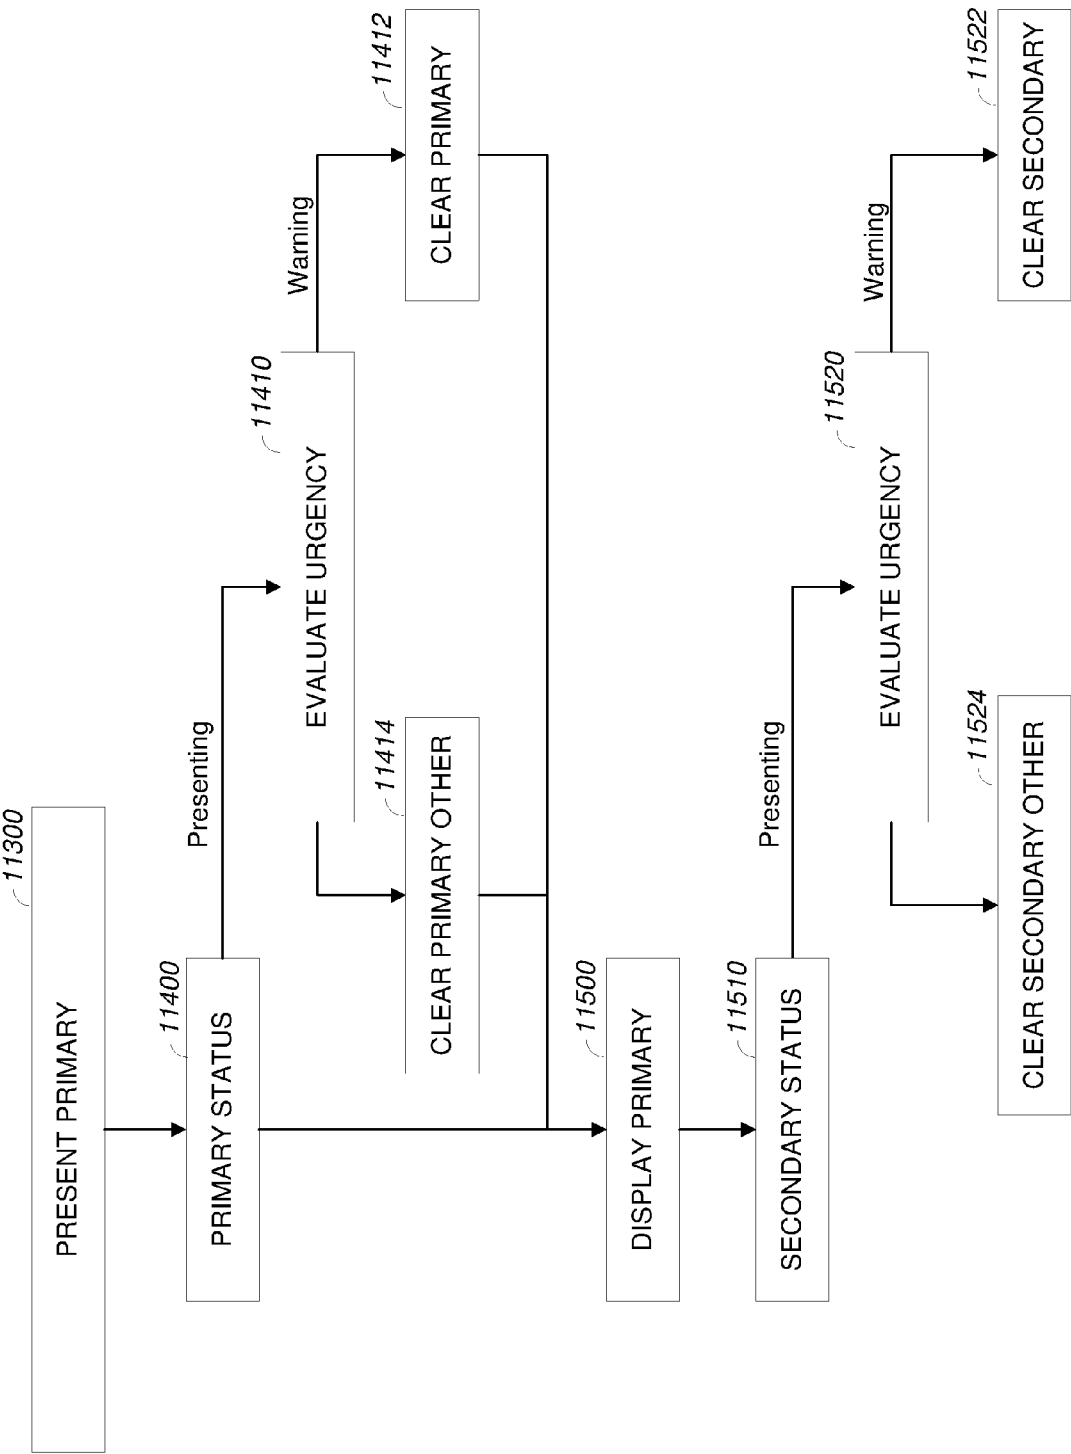 11300
PRESENT PRIMARY
11400
PRIMARY STATUS
Presenting
11410
EVALUATE URGENCY
Warning
11414
CLEAR PRIMARY OTHER
11412
CLEAR PRIMARY
11500
DISPLAY PRIMARY
11510
SECONDARY STATUS
Presenting
11520
EVALUATE URGENCY
Warning
11524
CLEAR SECONDARY OTHER
11522
CLEAR SECONDARY